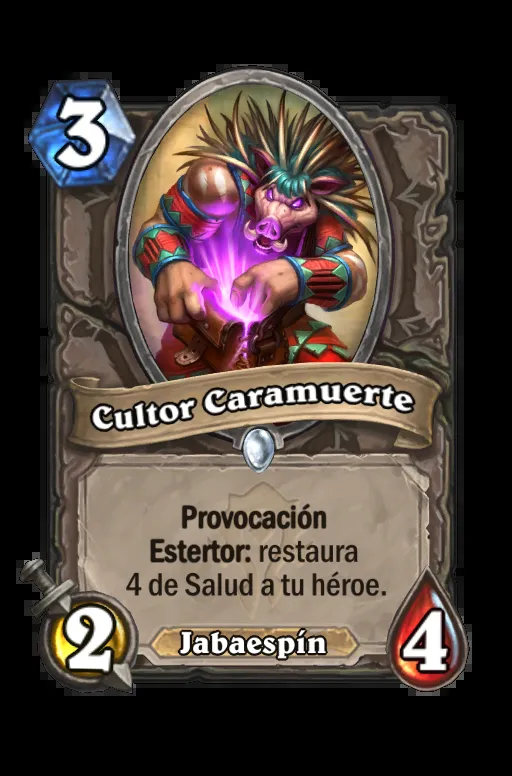 3
Cultor Caramuerte
Provocación
Estertor: restaura
4 de Salud a tu héroe.
2
Jabaespín
4